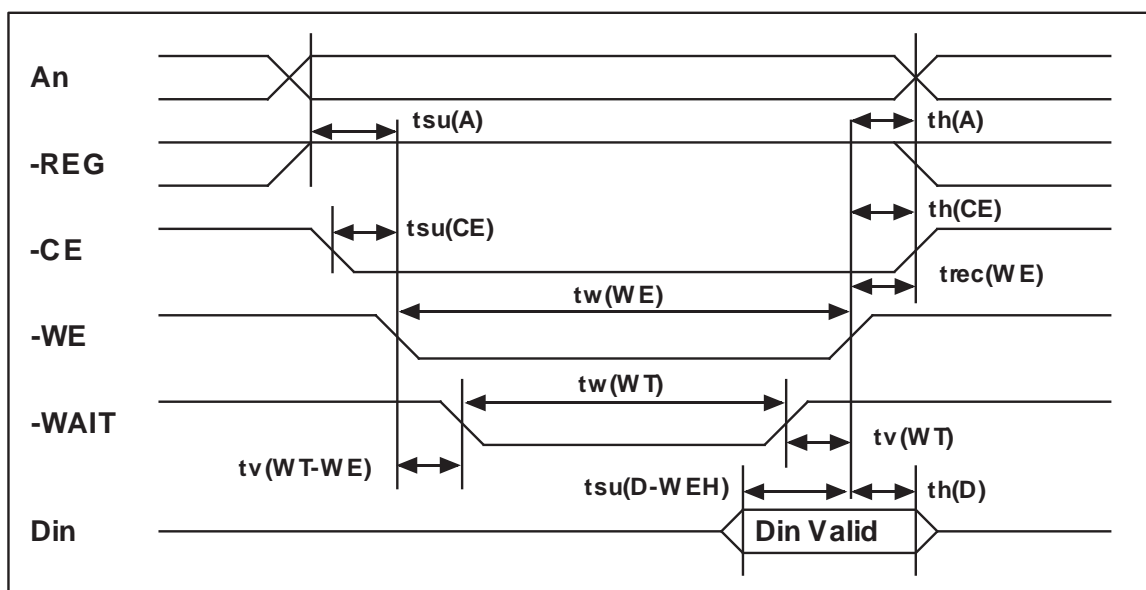 An
tsu(A)
th(A)
-REG
th(CE)
tsu(CE)
-CE
trec(WE)
tw(WE)
-WE
tw(WT)
-WAIT
tv(WT)
tv(WT-WE)
tsu(D-WEH)
th(D)
Din
Din Valid